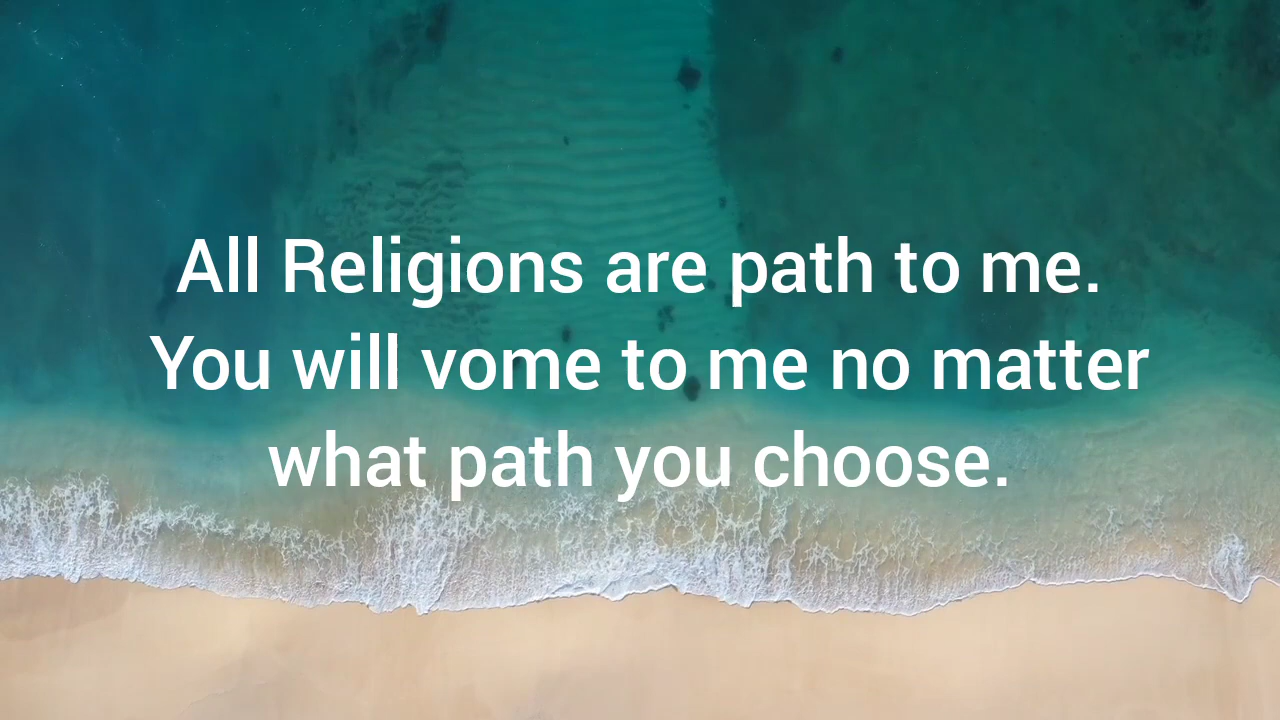 All Religions are path to me.
You will vome to me no matter
what path you choose.